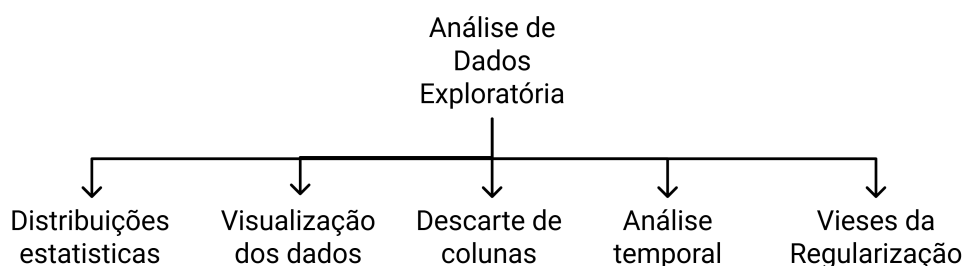 Análise de
Dados
Exploratória
Distribuições
estatisticas
Visualização
dos dados
Descarte de
colunas
Análise
temporal
Vieses da
Regularização